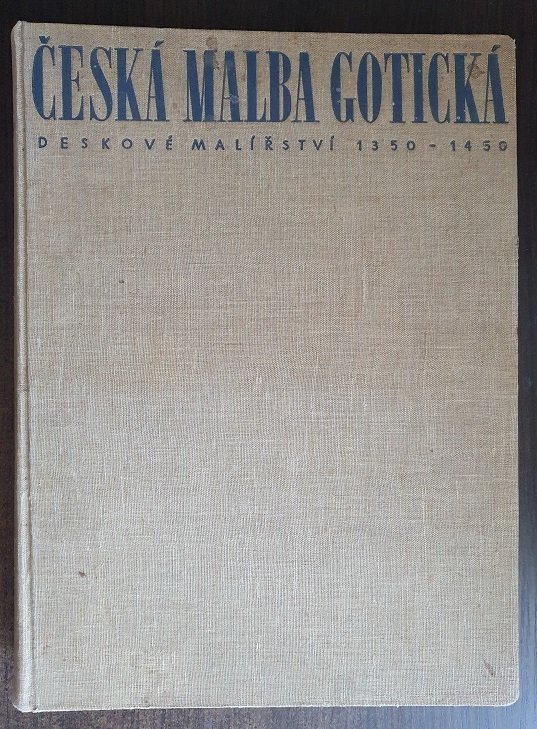 ČESKÁ MALBA GOTICKÁ
DESKOVÉ MALÍŘSTVÍ 1350 - 1450